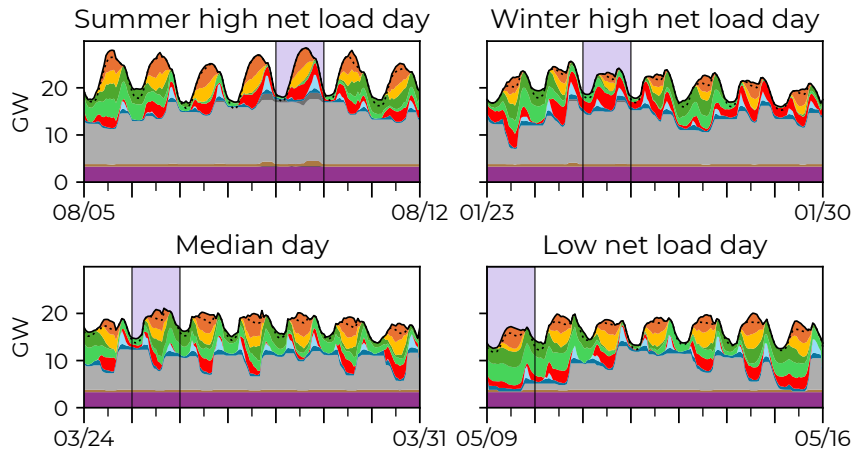 Summer high net load day
Winter high net load day
GW
20
10
0
08/05
08/12
01/23
01/30
Median day
Low net load day
GW
20
10
0
03/24
03/31
05/09
05/16